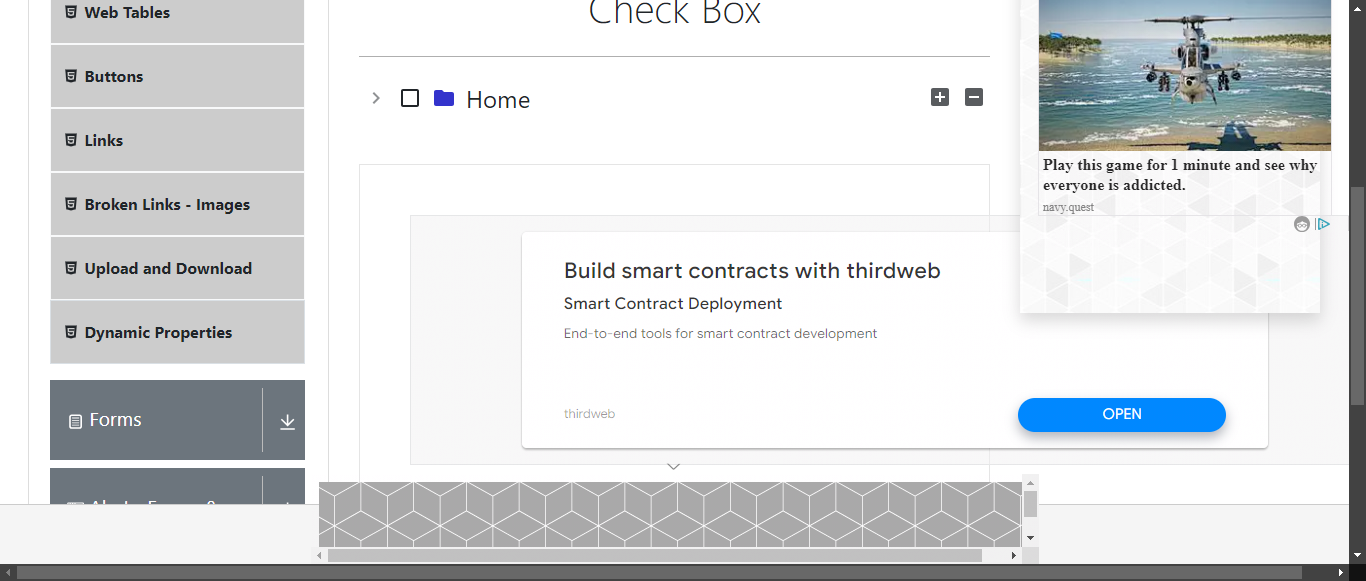 Web Tables
Buttons
Links
Broken Links - Images
Upload and Download
Dynamic Properties
Forms
Check Box
Home
Build smart contracts with thirdweb
Smart Contract Deployment
End-to-end tools for smart contract development
thirdweb
OPEN
Play this game for 1 minute and see why
everyone is addicted.
navy.quest